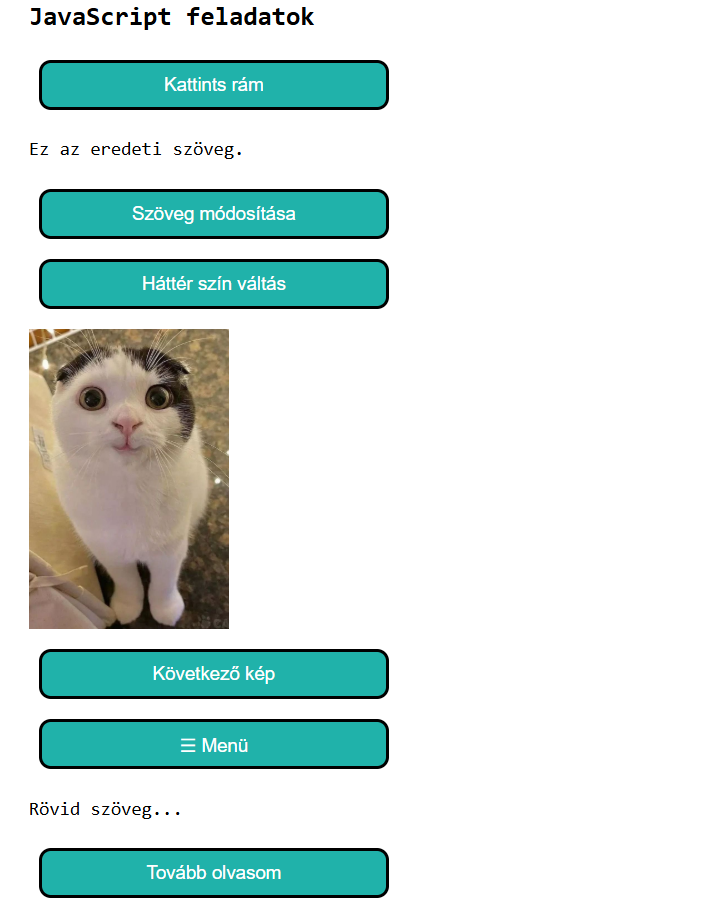 JavaScript feladatok
Kattints rám
Ez az eredeti szöveg.
Szöveg módosítása
Háttér szín váltás
Következő kép
☰ Menü
Rövid szöveg...
Tovább olvasom